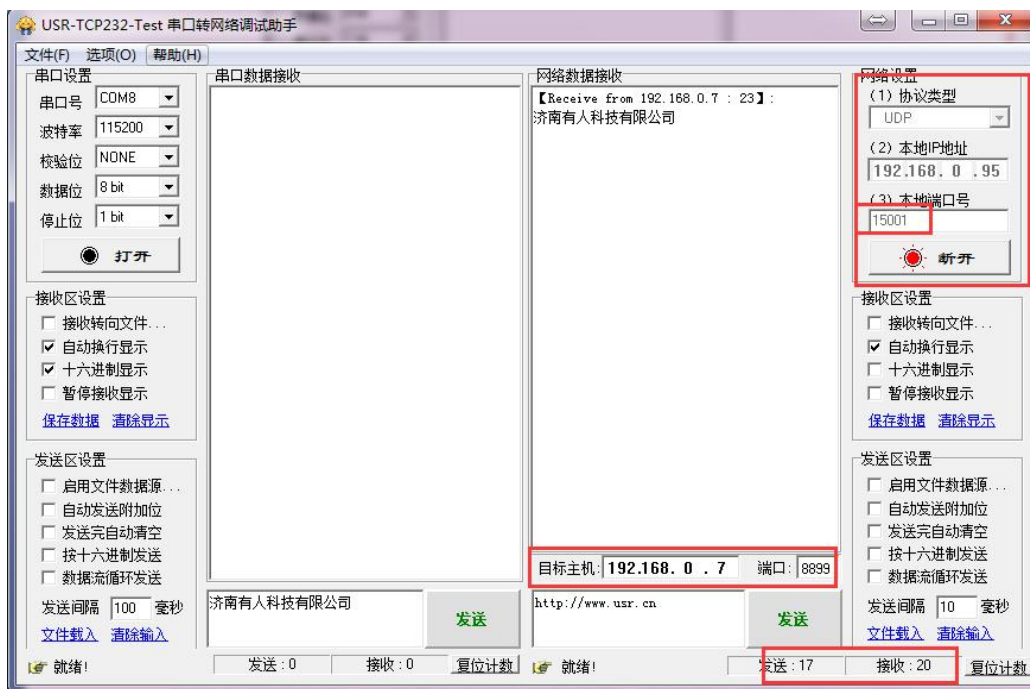 USR-TCP232-Test 串口转网络调试助手
文件(F) 选项(O) 帮助(H)
串口设置
串口号 COM8
波特率 115200
校验位 NONE
数据位 8 bit
停止位 1 bit
打开
接收区设置
接收转向文件...
自动换行显示
十六进制显示
暂停接收显示
保存数据 清除显示
发送区设置
启用文件数据源...
自动发送附加位
发送完自动清空
按十六进制发送
数据流循环发送
发送间隔 100 毫秒
文件载入 清除输入
就绪!
串口数据接收
济南有人科技有限公司
发送
发送:0 接收:0 复位计数
网络数据接收
【Receive from 192.168.0.7 : 23】:
济南有人科技有限公司
目标主机: 192.168. 0 . 7 端口: 8899
http://www.usr.cn
发送
就绪!
发送:17 接收:20 复位计数
网络设置
(1) 协议类型
UDP
(2) 本地IP地址
192.168. 0 .95
(3) 本地端口号
15001
断开
接收区设置
接收转向文件...
自动换行显示
十六进制显示
暂停接收显示
保存数据 清除显示
发送区设置
启用文件数据源...
自动发送附加位
发送完自动清空
按十六进制发送
数据流循环发送
发送间隔 10 毫秒
文件载入 清除输入